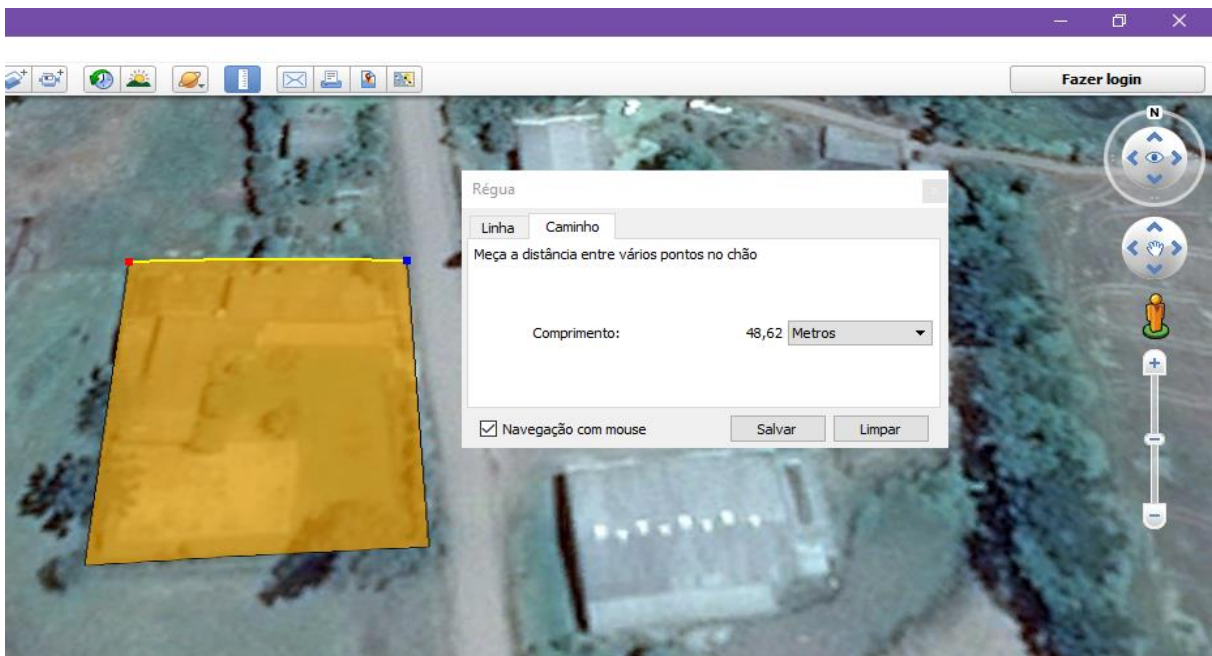 Fazer login
N
Régua
Linha Caminho
Meça a distância entre vários pontos no chão
Comprimento: 48,62 Metros
Navegação com mouse Salvar Limpar